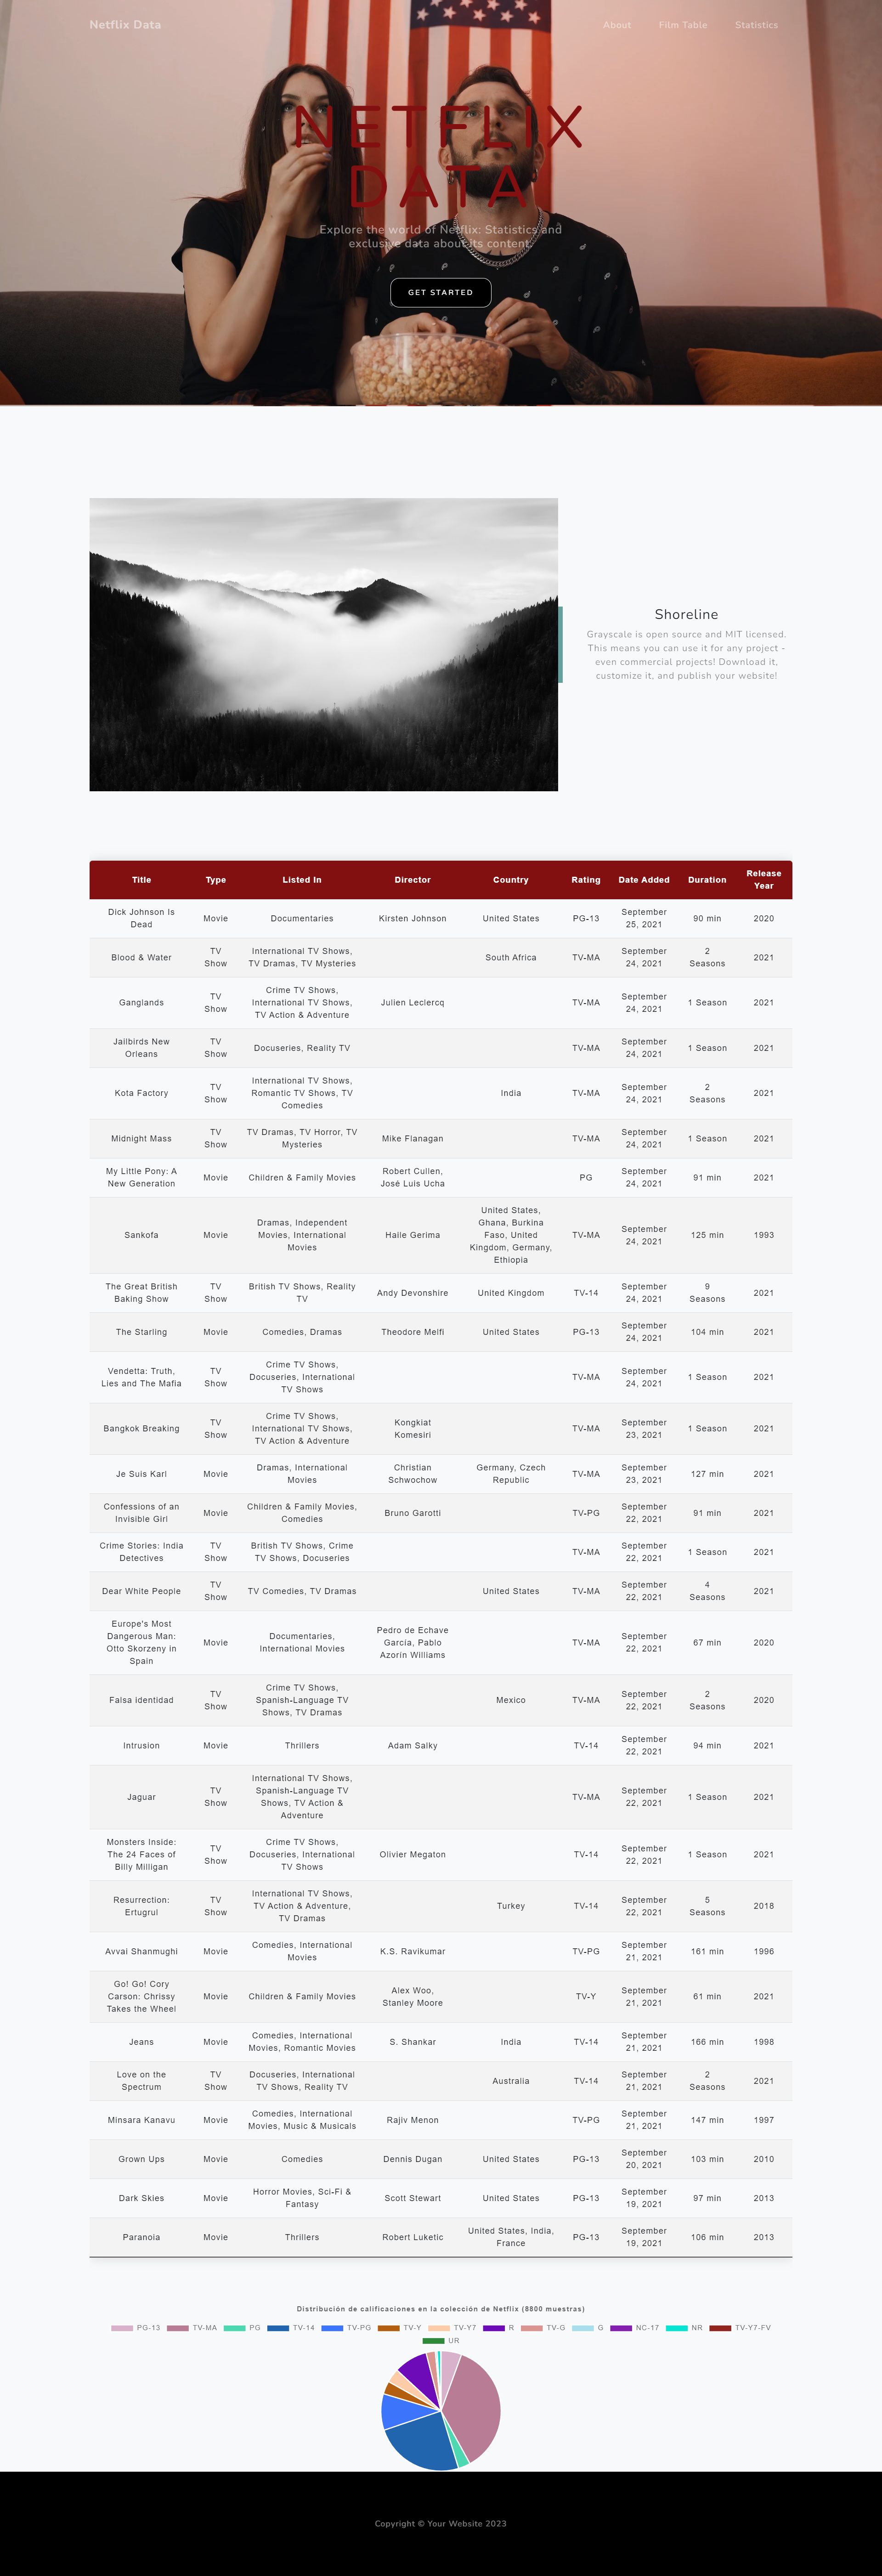 Netflix Data
About Film Table Statistics
NETFLIX
DATA
Explore the world of Netflix: Statistics and
exclusive data about its content.
GET STARTED
Shoreline
Grayscale is open source and MIT licensed.
This means you can use it for any project -
even commercial projects! Download it,
customize it, and publish your website!
Title Type Listed In Director Country Rating Date Added Duration Release Year
Dick Johnson Is Dead Movie Documentaries Kirsten Johnson United States PG-13 September 25, 2021 90 min 2020
Blood & Water TV Show International TV Shows, TV Dramas, TV Mysteries South Africa TV-MA September 24, 2021 2 Seasons 2021
Ganglands TV Show Crime TV Shows, International TV Shows, TV Action & Adventure Julien Leclercq TV-MA September 24, 2021 1 Season 2021
Jailbirds New Orleans TV Show Docuseries, Reality TV TV-MA September 24, 2021 1 Season 2021
Kota Factory TV Show International TV Shows, Romantic TV Shows, TV Comedies India TV-MA September 24, 2021 2 Seasons 2021
Midnight Mass TV Show TV Dramas, TV Horror, TV Mysteries Mike Flanagan TV-MA September 24, 2021 1 Season 2021
My Little Pony: A New Generation Movie Children & Family Movies Robert Cullen, José Luis Ucha PG September 24, 2021 91 min 2021
Sankofa Movie Dramas, Independent Movies, International Movies Haile Gerima United States, Ghana, Burkina Faso, United Kingdom, Germany, Ethiopia TV-MA September 24, 2021 125 min 1993
The Great British Baking Show TV Show British TV Shows, Reality TV Andy Devonshire United Kingdom TV-14 September 24, 2021 9 Seasons 2021
The Starling Movie Comedies, Dramas Theodore Melfi United States PG-13 September 24, 2021 104 min 2021
Vendetta: Truth, Lies and The Mafia TV Show Crime TV Shows, Docuseries, International TV Shows TV-MA September 24, 2021 1 Season 2021
Bangkok Breaking TV Show Crime TV Shows, International TV Shows, TV Action & Adventure Kongkiat Komesiri TV-MA September 23, 2021 1 Season 2021
Je Suis Karl Movie Dramas, International Movies Christian Schwochow Germany, Czech Republic TV-MA September 23, 2021 127 min 2021
Confessions of an Invisible Girl Movie Children & Family Movies, Comedies Bruno Garotti TV-PG September 22, 2021 91 min 2021
Crime Stories: India Detectives TV Show British TV Shows, Crime TV Shows, Docuseries TV-MA September 22, 2021 1 Season 2021
Dear White People TV Show TV Comedies, TV Dramas United States TV-MA September 22, 2021 4 Seasons 2021
Europe's Most Dangerous Man: Otto Skorzeny in Spain Movie Documentaries, International Movies Pedro de Echave García, Pablo Azorín Williams TV-MA September 22, 2021 67 min 2020
Falsa identidad TV Show Crime TV Shows, Spanish-Language TV Shows, TV Dramas Mexico TV-MA September 22, 2021 2 Seasons 2020
Intrusion Movie Thrillers Adam Salky TV-14 September 22, 2021 94 min 2021
Jaguar TV Show International TV Shows, Spanish-Language TV Shows, TV Action & Adventure TV-MA September 22, 2021 1 Season 2021
Monsters Inside: The 24 Faces of Billy Milligan TV Show Crime TV Shows, Docuseries, International TV Shows Olivier Megaton TV-14 September 22, 2021 1 Season 2021
Resurrection: Ertugrul TV Show International TV Shows, TV Action & Adventure, TV Dramas Turkey TV-14 September 22, 2021 5 Seasons 2018
Avvai Shanmughi Movie Comedies, International Movies K.S. Ravikumar TV-PG September 21, 2021 161 min 1996
Go! Go! Cory Carson: Chrissy Takes the Wheel Movie Children & Family Movies Alex Woo, Stanley Moore TV-Y September 21, 2021 61 min 2021
Jeans Movie Comedies, International Movies, Romantic Movies S. Shankar India TV-14 September 21, 2021 166 min 1998
Love on the Spectrum TV Show Docuseries, International TV Shows, Reality TV Australia TV-14 September 21, 2021 2 Seasons 2021
Minsara Kanavu Movie Comedies, International Movies, Music & Musicals Rajiv Menon TV-PG September 21, 2021 147 min 1997
Grown Ups Movie Comedies Dennis Dugan United States PG-13 September 20, 2021 103 min 2010
Dark Skies Movie Horror Movies, Sci-Fi & Fantasy Scott Stewart United States PG-13 September 19, 2021 97 min 2013
Paranoia Movie Thrillers Robert Luketic United States, India, France PG-13 September 19, 2021 106 min 2013
Distribución de calificaciones en la colección de Netflix (8800 muestras)
PG-13 TV-MA PG TV-14 TV-PG TV-Y TV-Y7 R TV-G G NC-17 NR TV-Y7-FV
UR
Copyright © Your Website 2023